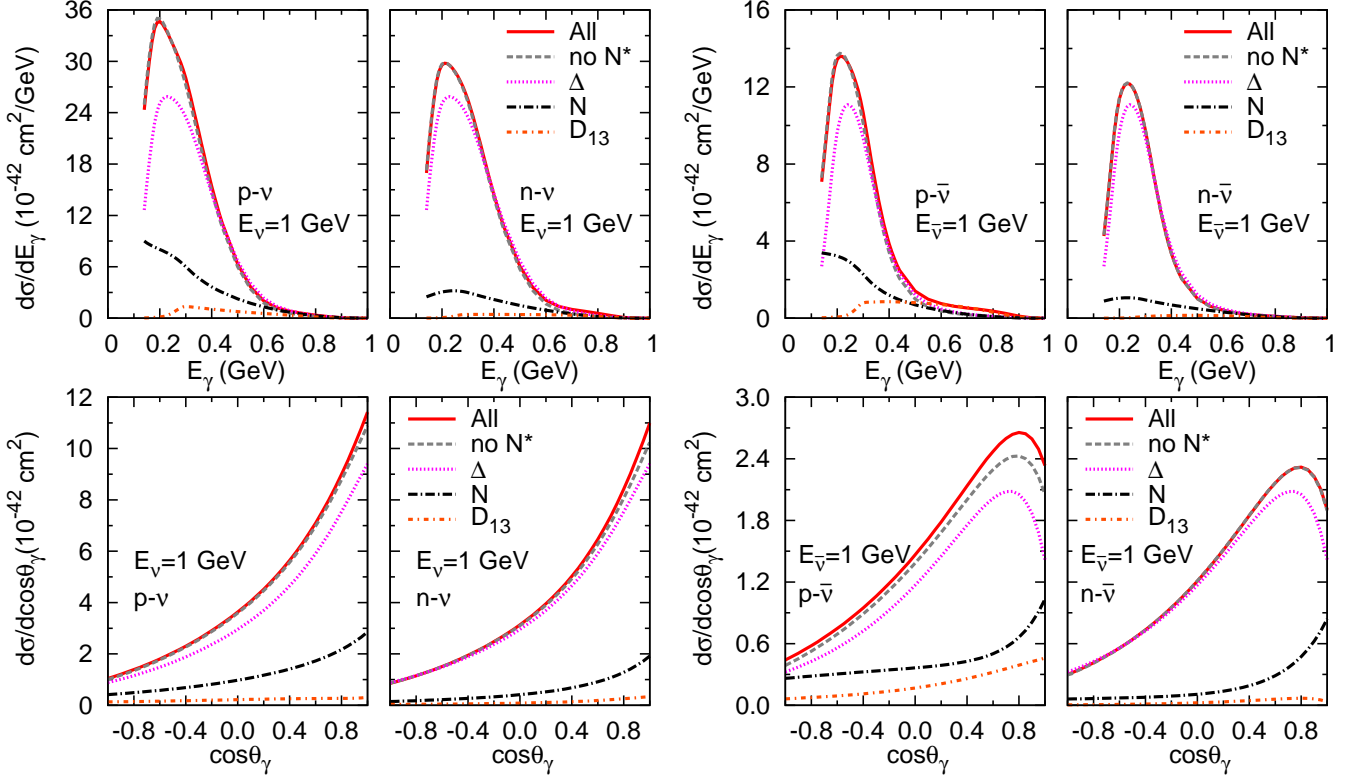 dσ/dE_γ (10^-42 cm^2/GeV)
36
30
24
18
12
6
0
p-ν
E_ν=1 GeV
0 0.2 0.4 0.6 0.8 1
E_γ (GeV)
All
no N*
Δ
N
D_13
n-ν
E_ν=1 GeV
0 0.2 0.4 0.6 0.8 1
E_γ (GeV)
dσ/dE_γ (10^-42 cm^2/GeV)
16
12
8
4
0
p-ν̅
E_ν̅=1 GeV
0 0.2 0.4 0.6 0.8 1
E_γ (GeV)
All
no N*
Δ
N
D_13
n-ν̅
E_ν̅=1 GeV
0 0.2 0.4 0.6 0.8 1
E_γ (GeV)
dσ/dcosθ_γ(10^-42 cm^2)
12
10
8
6
4
2
0
E_ν=1 GeV
p-ν
-0.8 -0.4 0.0 0.4 0.8
cosθ_γ
All
no N*
Δ
N
D_13
E_ν=1 GeV
n-ν
-0.8 -0.4 0.0 0.4 0.8
cosθ_γ
dσ/dcosθ_γ(10^-42 cm^2)
3.0
2.4
1.8
1.2
0.6
0.0
E_ν̅=1 GeV
p-ν̅
-0.8 -0.4 0.0 0.4 0.8
cosθ_γ
All
no N*
Δ
N
D_13
E_ν̅=1 GeV
n-ν̅
-0.8 -0.4 0.0 0.4 0.8
cosθ_γ